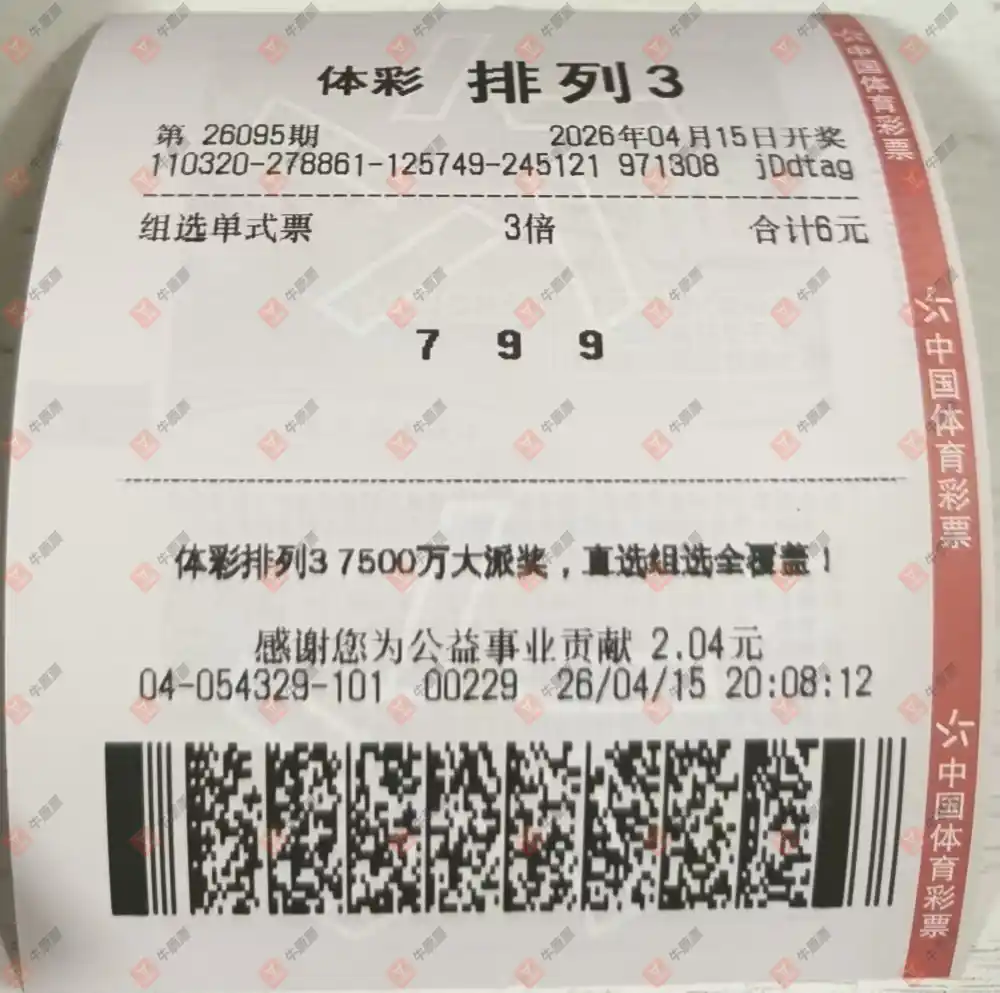 体彩 排列3
第 26095期 2026年04月15日开奖
110320-278861-125749-245121 971308 jDdtag
组选单式票 3倍 合计6元
7 9 9
体彩排列3 7500万大派奖，直选组选全覆盖！
感谢您为公益事业贡献 2.04元
04-054329-101 00229 26/04/15 20:08:12
中国体育彩票
中国体育彩票
中国体育彩票